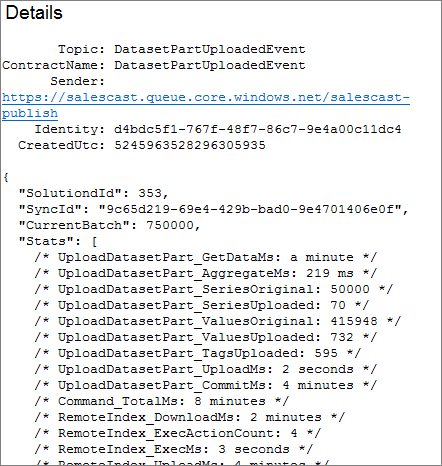 Details
Topic: DatasetPartUploadedEvent
ContractName: DatasetPartUploadedEvent
Sender:
https://salescast.queue.core.windows.net/salescast-
publish
Identity: d4bdc5f1-767f-48f7-86c7-9e4a00c11dc4
CreatedUtc: 5245963528296305935
{
"SolutiondId": 353,
"SyncId": "9c65d219-69e4-429b-bad0-9e4701406e0f",
"CurrentBatch": 750000,
"Stats": [
/* UploadDatasetPart_GetDataMs: a minute */
/* UploadDatasetPart_AggregateMs: 219 ms */
/* UploadDatasetPart_SeriesOriginal: 50000 */
/* UploadDatasetPart_SeriesUploaded: 70 */
/* UploadDatasetPart_ValuesOriginal: 415948 */
/* UploadDatasetPart_ValuesUploaded: 732 */
/* UploadDatasetPart_TagsUploaded: 595 */
/* UploadDatasetPart_UploadMs: 2 seconds */
/* UploadDatasetPart_CommitMs: 4 minutes */
/* Command_TotalMs: 8 minutes */
/* RemoteIndex_DownloadMs: 2 minutes */
/* RemoteIndex_ExecActionCount: 4 */
/* RemoteIndex_ExecMs: 3 seconds */
/* RemoteIndex_UploadMs: 4 minutes */